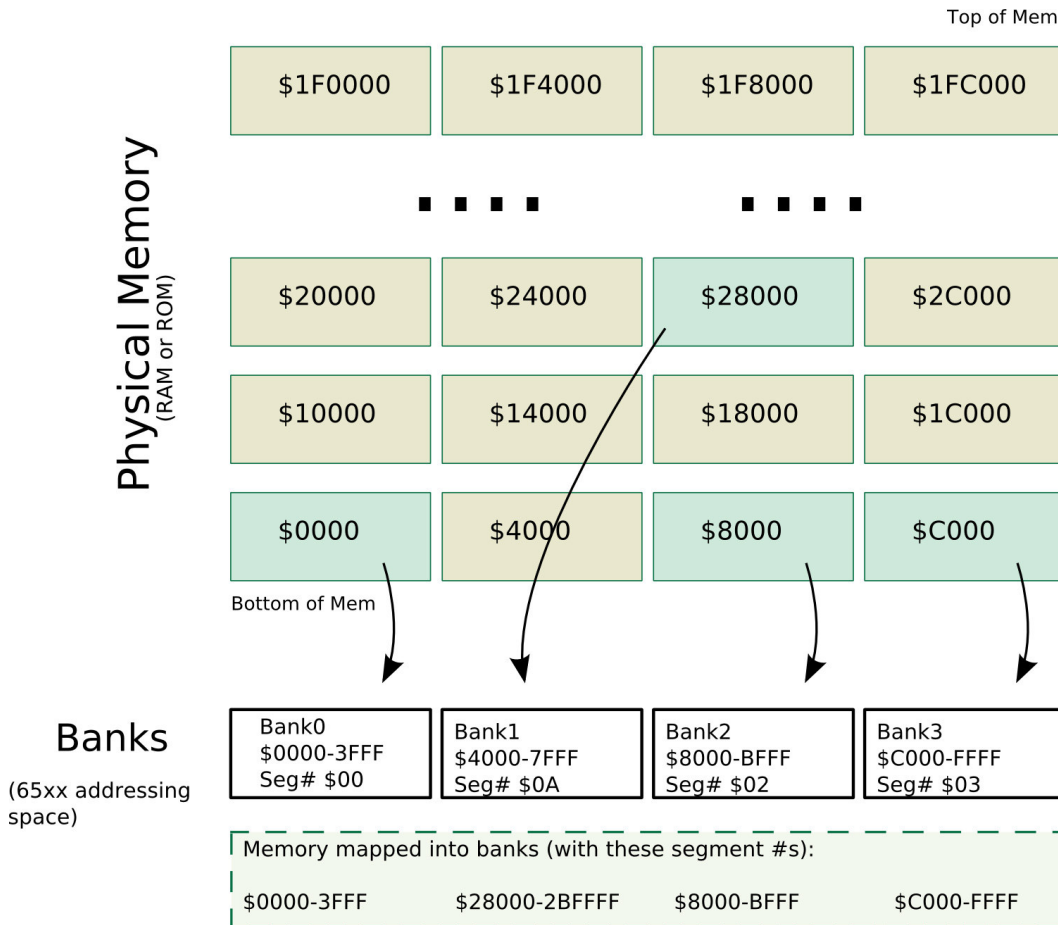 Top of Mem
$1F0000 $1F4000 $1F8000 $1FC000
Physical Memory
(RAM or ROM)
$20000 $24000 $28000 $2C000
$10000 $14000 $18000 $1C000
$0000 $4000 $8000 $C000
Bottom of Mem
Banks
(65xx addressing
space)
Bank0
$0000-3FFF
Seg# $00
Bank1
$4000-7FFF
Seg# $0A
Bank2
$8000-BFFF
Seg# $02
Bank3
$C000-FFFF
Seg# $03
Memory mapped into banks (with these segment #s):
$0000-3FFF $28000-2BFFFF $8000-BFFF $C000-FFFF